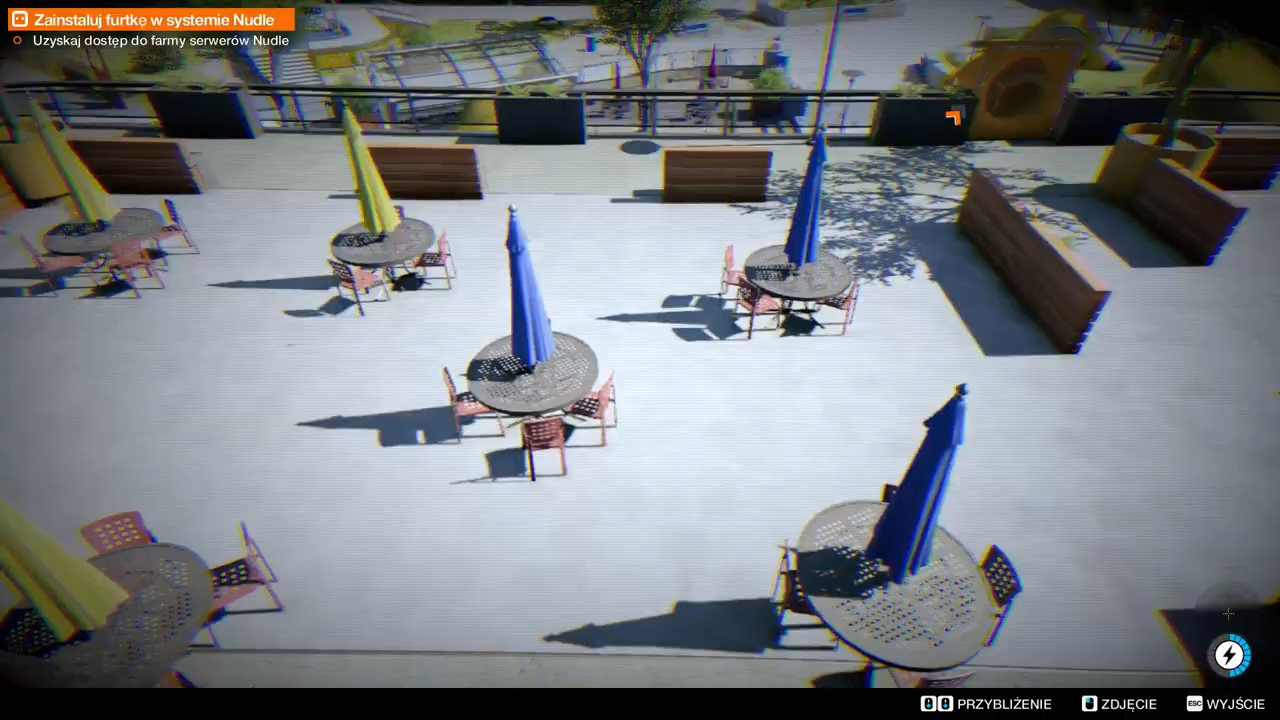 Zainstaluj furtkę w systemie Nudle
Uzyskaj dostęp do farmy serwerów Nudle
PRZYBLIŻENIE
ZDJĘCIE
ESC WYJŚCIE